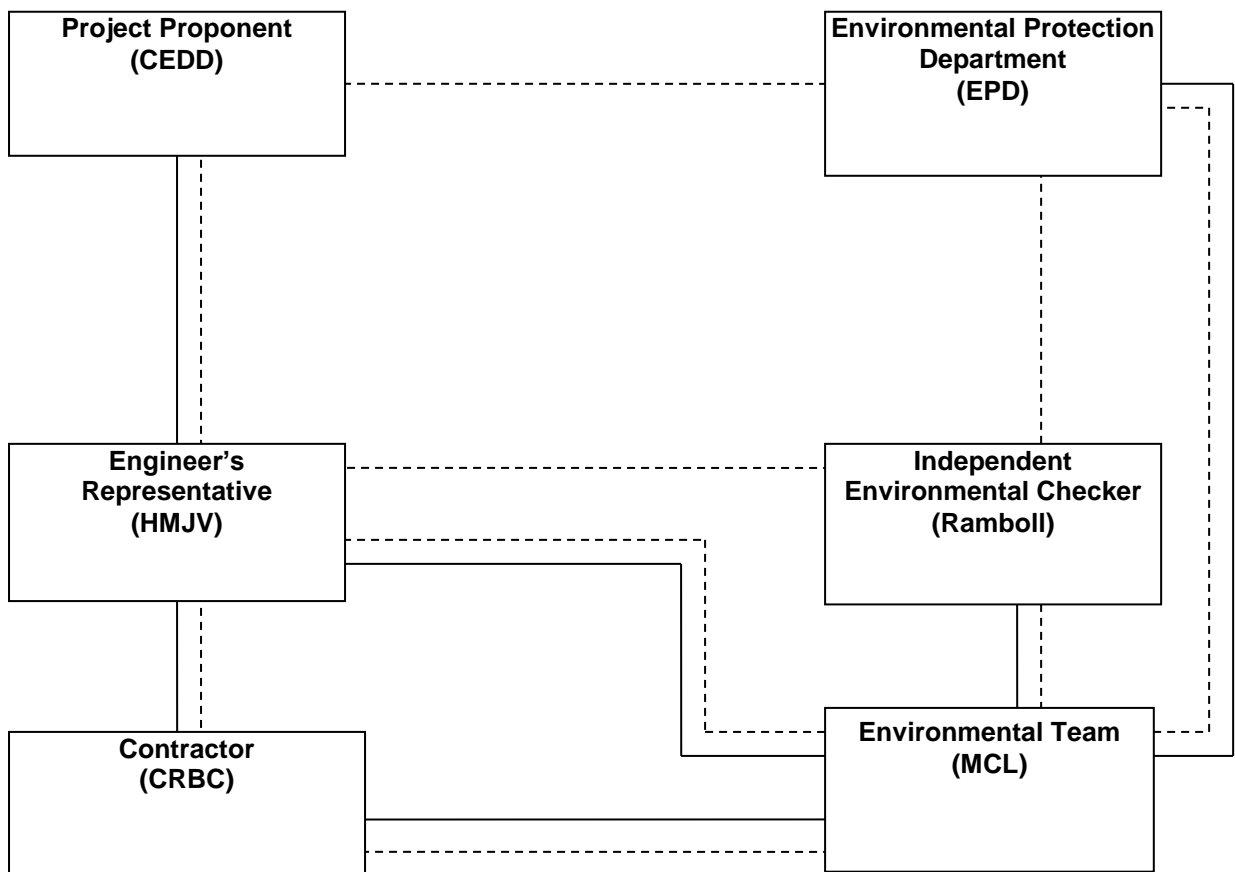 Project Proponent
(CEDD)
Environmental Protection
Department
(EPD)
Engineer’s
Representative
(HMJV)
Independent
Environmental Checker
(Ramboll)
Contractor
(CRBC)
Environmental Team
(MCL)